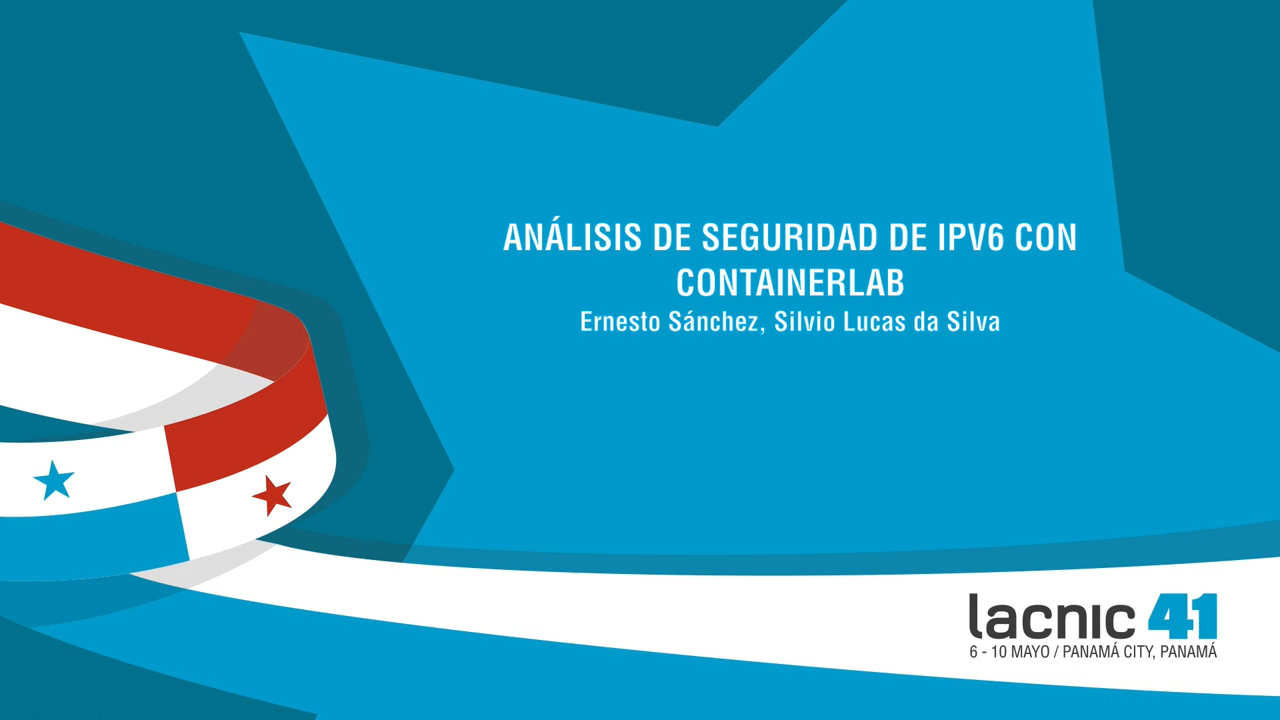 ANÁLISIS DE SEGURIDAD DE IPV6 CON
CONTAINERLAB
Ernesto Sánchez, Silvio Lucas da Silva
lacnic 41
6 - 10 MAYO / PANAMÁ CITY, PANAMÁ